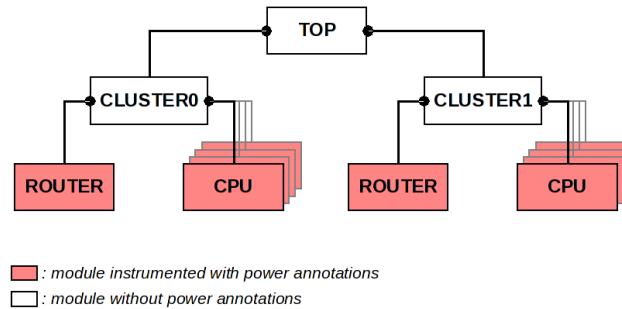 TOP
CLUSTER0
CLUSTER1
ROUTER
CPU
ROUTER
CPU
: module instrumented with power annotations
: module without power annotations